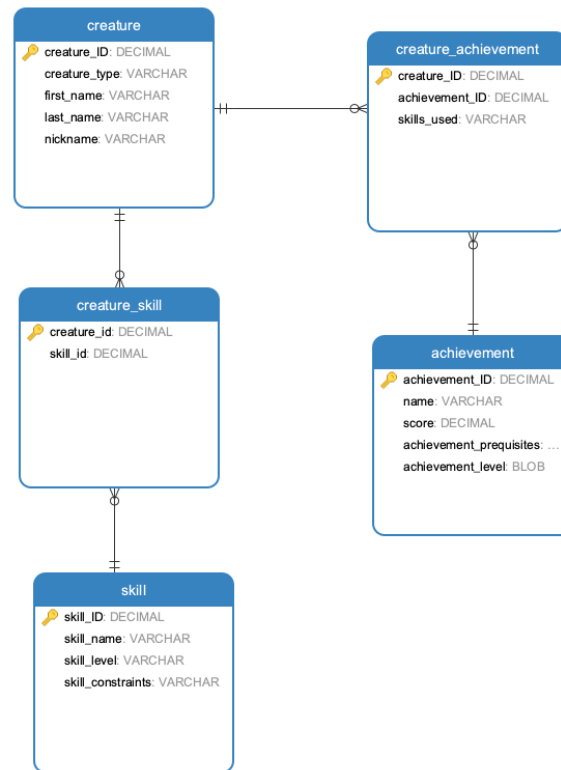 creature
creature_ID: DECIMAL
creature_type: VARCHAR
first_name: VARCHAR
last_name: VARCHAR
nickname: VARCHAR
creature_achievement
creature_ID: DECIMAL
achievement_ID: DECIMAL
skills_used: VARCHAR
creature_skill
creature_id: DECIMAL
skill_id: DECIMAL
achievement
achievement_ID: DECIMAL
name: VARCHAR
score: DECIMAL
achievement_prequisites: ...
achievement_level: BLOB
skill
skill_ID: DECIMAL
skill_name: VARCHAR
skill_level: VARCHAR
skill_constraints: VARCHAR